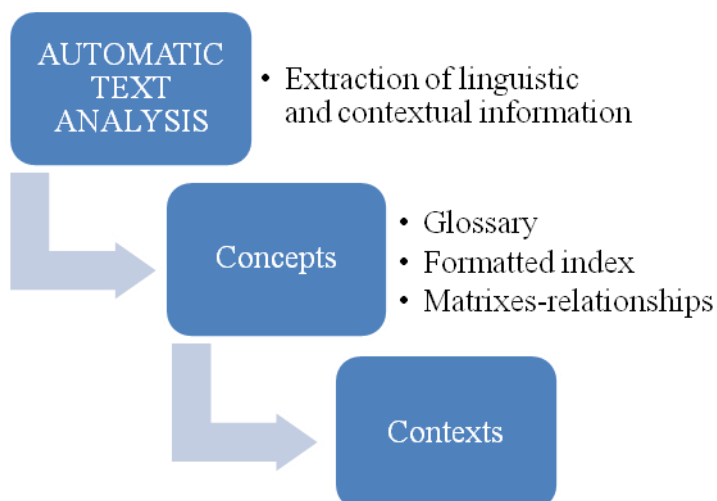 AUTOMATIC
TEXT
ANALYSIS
• Extraction of linguistic
and contextual information
Concepts
• Glossary
• Formatted index
• Matrixes-relationships
Contexts